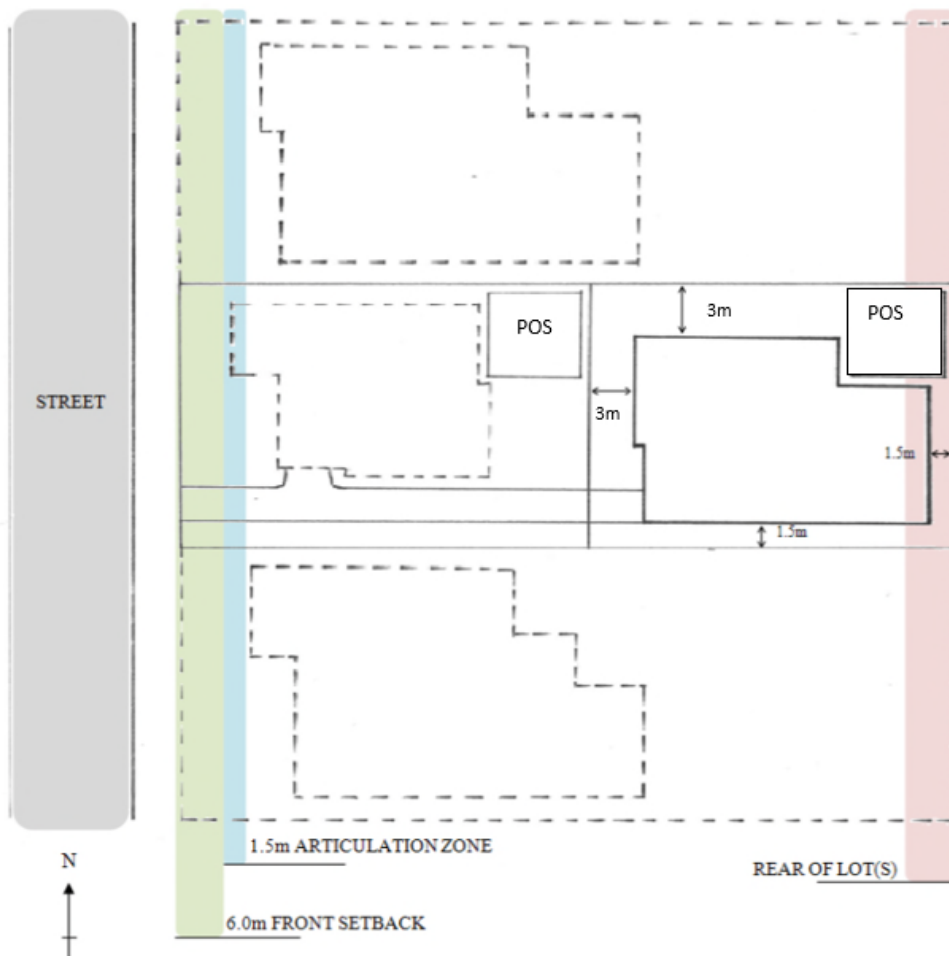 3m
POS
POS
STREET
3m
1.5m
1.5m
1.5m ARTICULATION ZONE
N
REAR OF LOT(S)
6.0m FRONT SETBACK